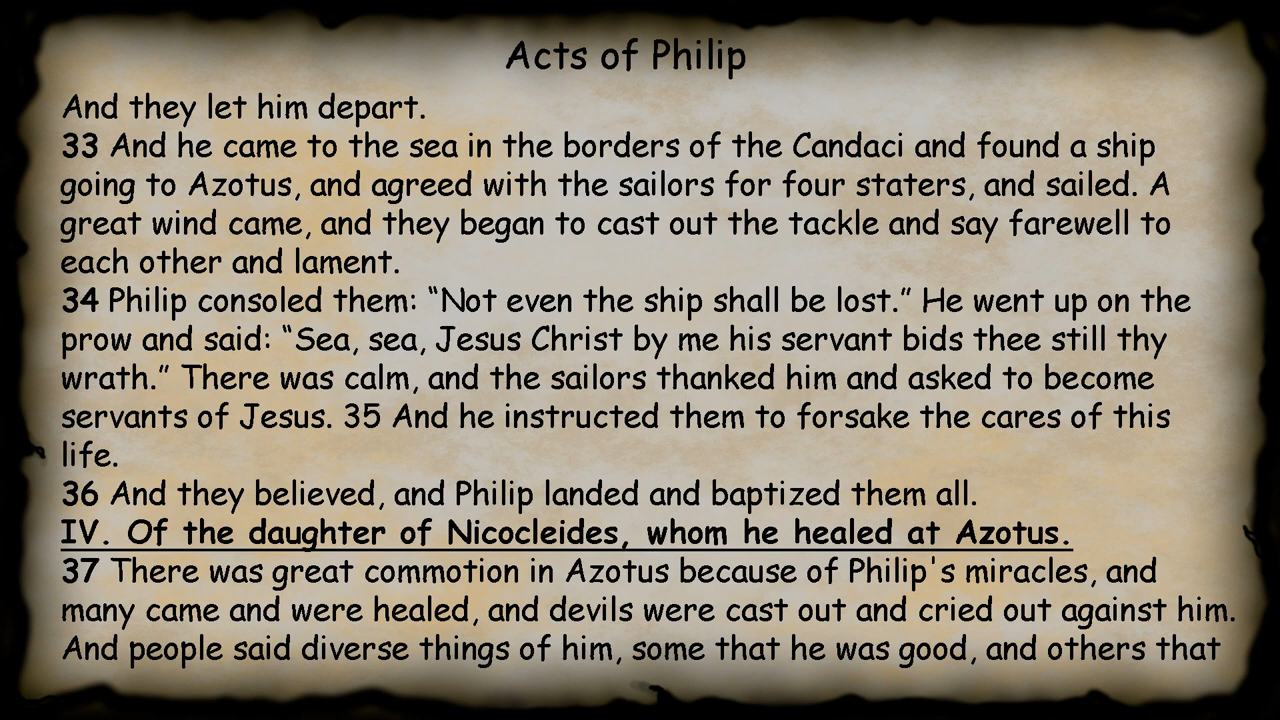 Acts of Philip
And they let him depart.
33 And he came to the sea in the borders of the Candaci and found a ship
going to Azotus, and agreed with the sailors for four staters, and sailed. A
great wind came, and they began to cast out the tackle and say farewell to
each other and lament.
34 Philip consoled them: “Not even the ship shall be lost.” He went up on the
prow and said: “Sea, sea, Jesus Christ by me his servant bids thee still thy
wrath.” There was calm, and the sailors thanked him and asked to become
servants of Jesus. 35 And he instructed them to forsake the cares of this
life.
36 And they believed, and Philip landed and baptized them all.
IV. Of the daughter of Nicocleides, whom he healed at Azotus.
37 There was great commotion in Azotus because of Philip's miracles, and
many came and were healed, and devils were cast out and cried out against him.
And people said diverse things of him, some that he was good, and others that